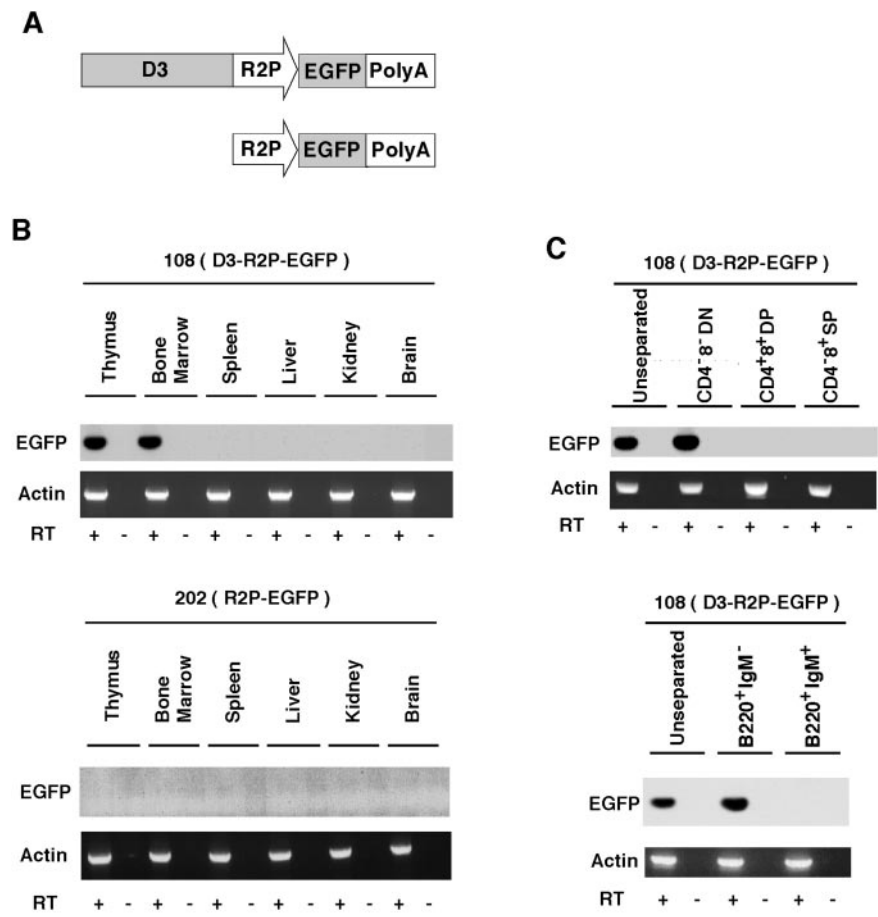 A
D3 R2P EGFP PolyA
R2P EGFP PolyA
B
108 ( D3-R2P-EGFP )
Thymus
Bone
Marrow
Spleen
Liver
Kidney
Brain
EGFP
Actin
RT + - + - + - + - + - + -
202 ( R2P-EGFP )
Thymus
Bone
Marrow
Spleen
Liver
Kidney
Brain
EGFP
Actin
RT + - + - + - + - + - + -
C
108 ( D3-R2P-EGFP )
Unseparated
CD4⁻8⁻ DN
CD4⁺8⁺ DP
CD4⁻8⁺ SP
EGFP
Actin
RT + - + - + - + -
108 ( D3-R2P-EGFP )
Unseparated
B220⁺IgM⁻
B220⁺IgM⁺
EGFP
Actin
RT + - + - + -